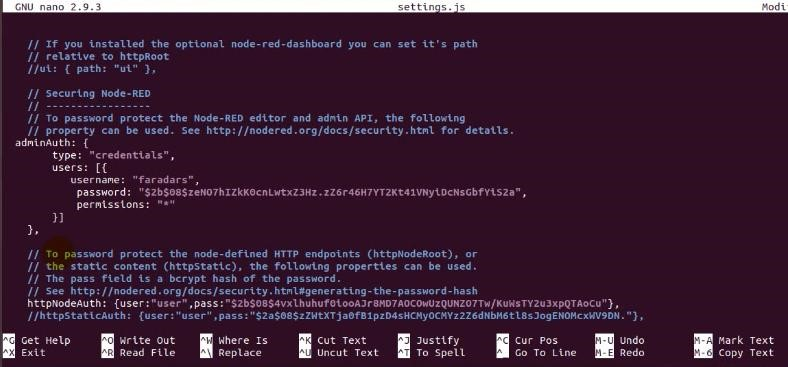 GNU nano 2.9.3 settings.js Modi
// If you installed the optional node-red-dashboard you can set it's path
// relative to httpRoot
//ui: { path: "ui" },
// Securing Node-RED
// -----------------
// To password protect the Node-RED editor and admin API, the following
// property can be used. See http://nodered.org/docs/security.html for details.
adminAuth: {
type: "credentials",
users: [{
username: "faradars",
password: "$2b$08$zeNO7hIZkK0cnLwtxZ3Hz.zZ6r46H7YT2Kt41VNyiDcNsGbfYiS2a",
permissions: "*"
}]
},
// To password protect the node-defined HTTP endpoints (httpNodeRoot), or
// the static content (httpStatic), the following properties can be used.
// The pass field is a bcrypt hash of the password.
// See http://nodered.org/docs/security.html#generating-the-password-hash
httpNodeAuth: {user:"user",pass:"$2b$08$4vxlhuhuf0iooAJr8MD7AOCOwUzQUNZO7Tw/KuWsTY2u3xpQTAoCu"},
//httpStaticAuth: {user:"user",pass:"$2a$08$zZWtXTja0fB1pzD4sHCMyOCMYz2Z6dNbM6tl8sJogENOMcxWV9DN."},
^G Get Help ^O Write Out ^W Where Is ^K Cut Text ^J Justify ^C Cur Pos M-U Undo M-A Mark Text
^X Exit ^R Read File ^\ Replace ^U Uncut Text ^T To Spell ^_ Go To Line M-E Redo M-6 Copy Text